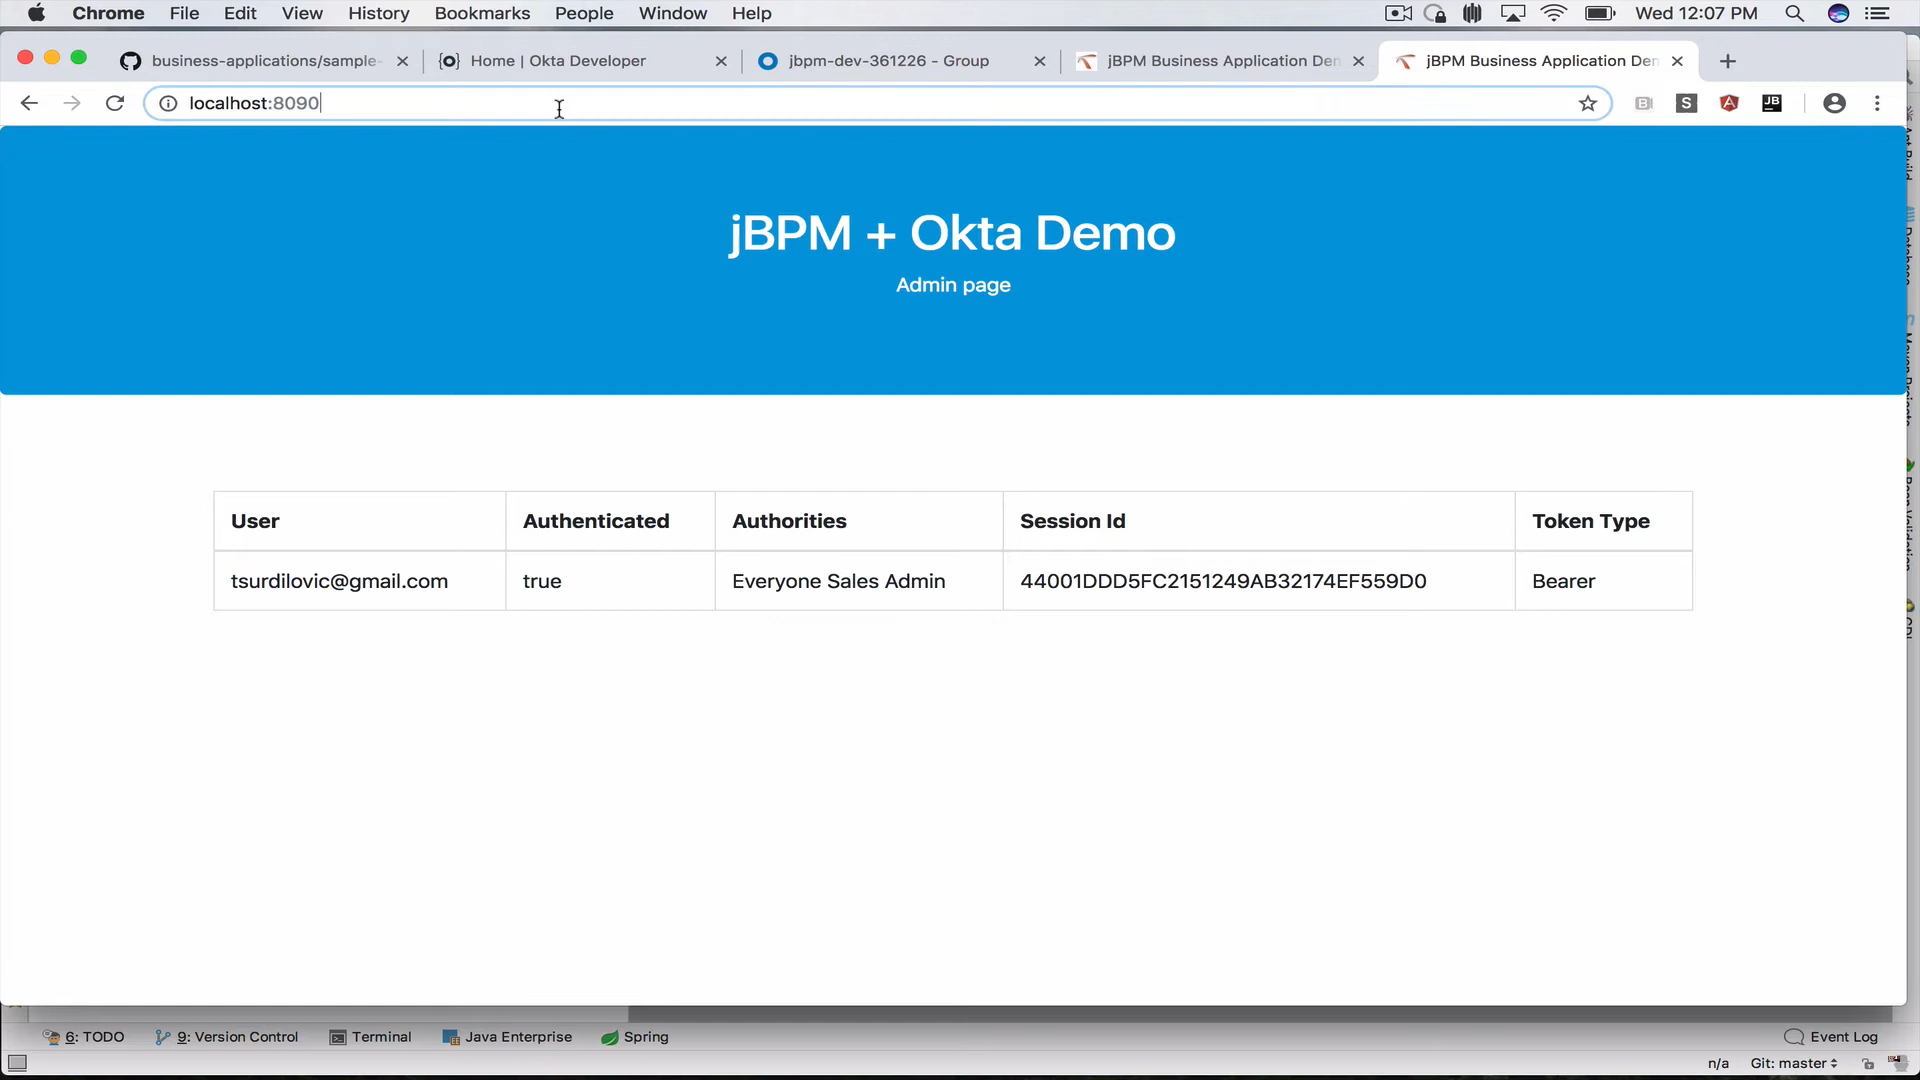 Chrome File Edit View History Bookmarks People Window Help Wed 12:07 PM
business-applications/sample- Home | Okta Developer jbpm-dev-361226 - Group jBPM Business Application Den jBPM Business Application Den
localhost:8090
jBPM + Okta Demo
Admin page
User Authenticated Authorities Session Id Token Type
tsurdilovic@gmail.com true Everyone Sales Admin 44001DDD5FC2151249AB32174EF559D0 Bearer
6: TODO 9: Version Control Terminal Java Enterprise Spring Event Log
n/a Git: master